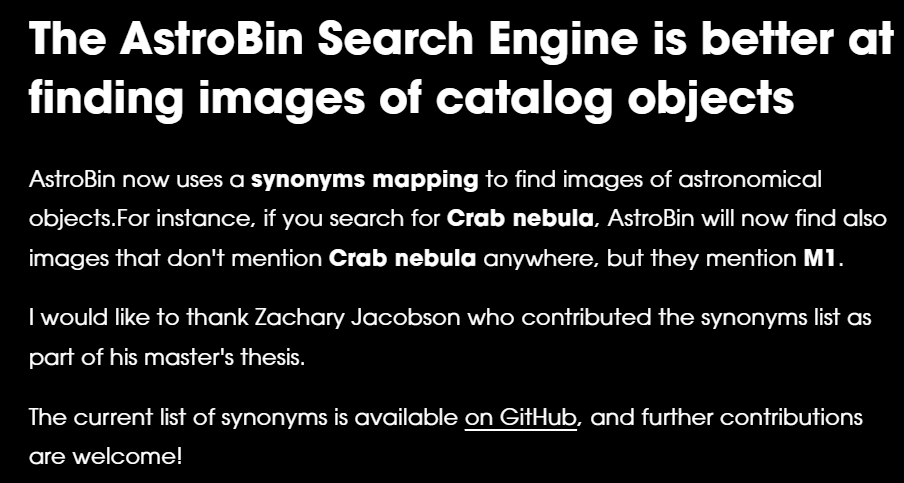 The AstroBin Search Engine is better at
finding images of catalog objects
AstroBin now uses a synonyms mapping to find images of astronomical
objects.For instance, if you search for Crab nebula, AstroBin will now find also
images that don't mention Crab nebula anywhere, but they mention M1.
I would like to thank Zachary Jacobson who contributed the synonyms list as
part of his master's thesis.
The current list of synonyms is available on GitHub, and further contributions
are welcome!